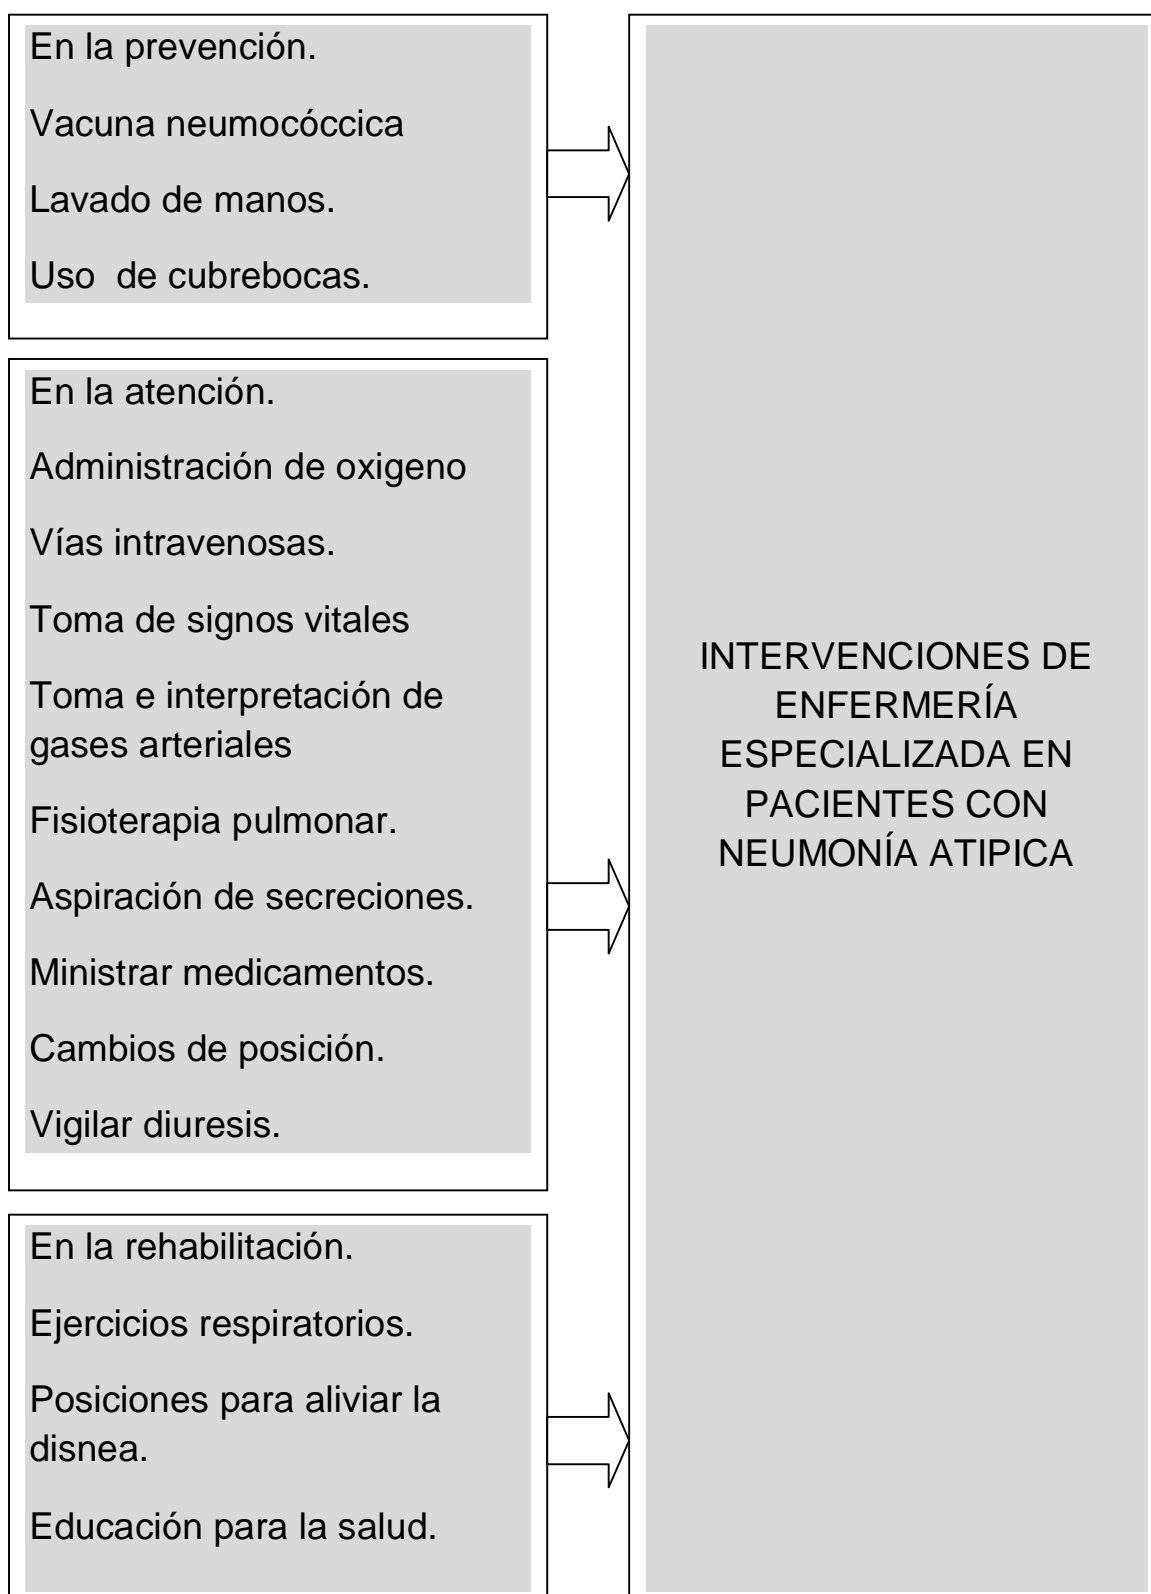 En la prevención.
Vacuna neumocóccica
Lavado de manos.
Uso  de cubrebocas.
En la atención.
Administración de oxigeno
Vías intravenosas.
Toma de signos vitales
Toma e interpretación de
gases arteriales
Fisioterapia pulmonar.
Aspiración de secreciones.
Ministrar medicamentos.
Cambios de posición.
Vigilar diuresis.
En la rehabilitación.
Ejercicios respiratorios.
Posiciones para aliviar la
disnea.
Educación para la salud.
INTERVENCIONES DE
ENFERMERÍA
ESPECIALIZADA EN
PACIENTES CON
NEUMONÍA ATIPICA